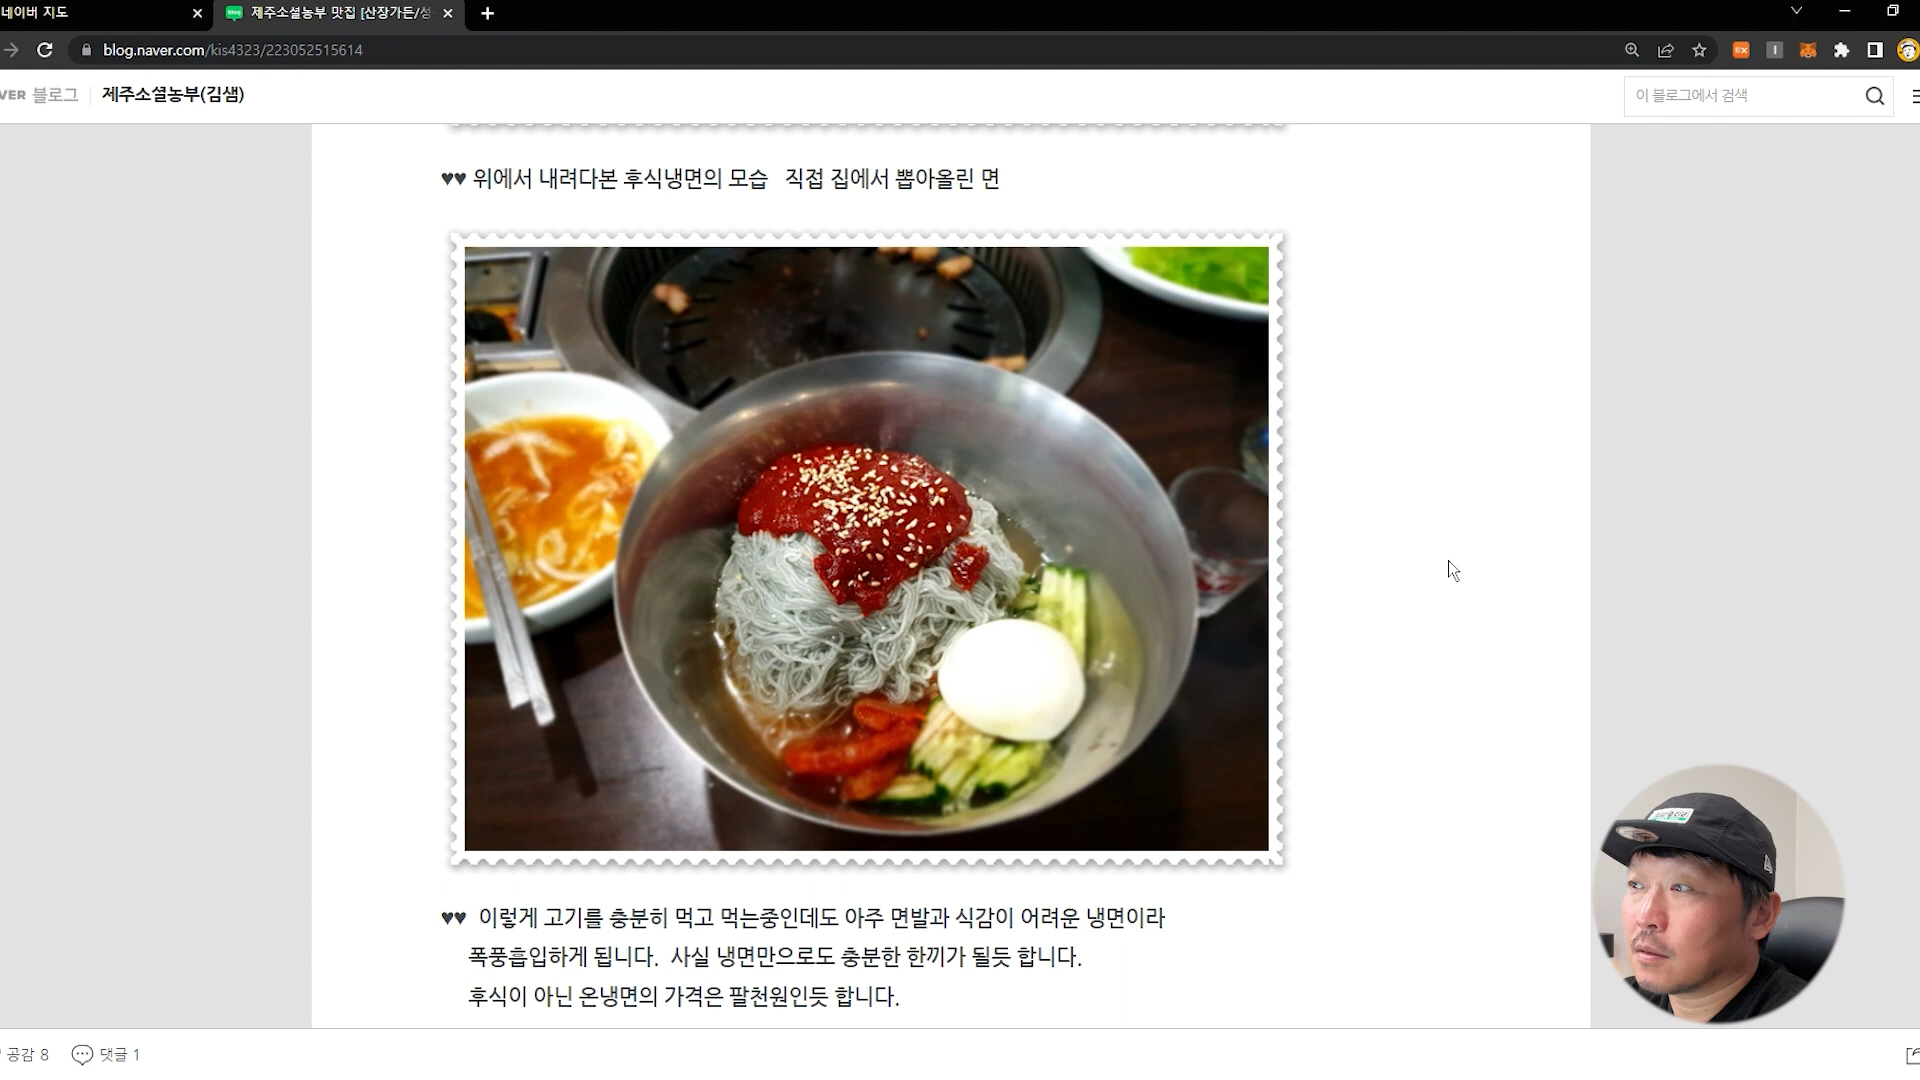 네이버 지도
제주소셜농부 맛집 [산장가든/성
blog.naver.com/kis4323/223052515614
VER 블로그
제주소셜농부(김샘)
이 블로그에서 검색
♥♥ 위에서 내려다본 후식냉면의 모습 직접 집에서 뽑아올린 면
♥♥ 이렇게 고기를 충분히 먹고 먹는중인데도 아주 면발과 식감이 어려운 냉면이라
폭풍흡입하게 됩니다. 사실 냉면만으로도 충분한 한끼가 될듯 합니다.
후식이 아닌 온냉면의 가격은 팔천원인듯 합니다.
공감 8
댓글 1